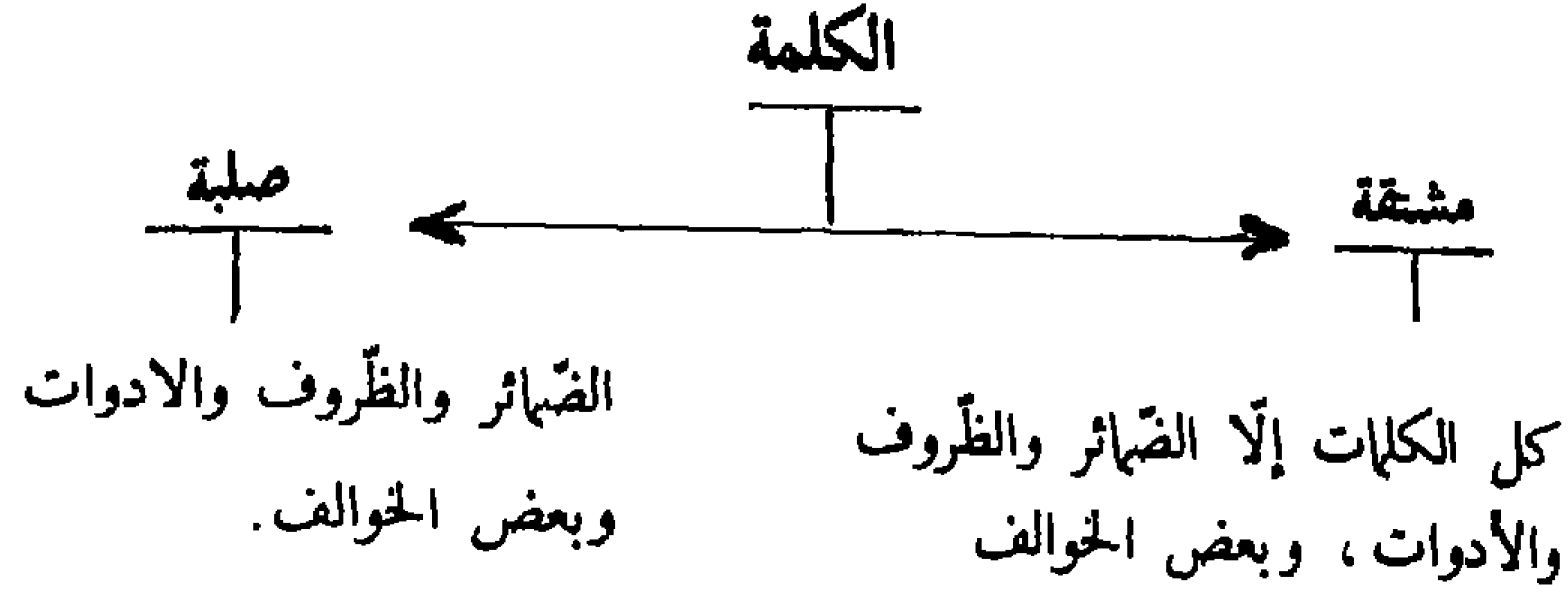 الكلمة
مشتقة
صلبة
كل الكلمات إلّا الضّمائر والظّروف
والأدوات ، وبعض الخوالف
الضّمائر والظّروف والادوات
وبعض الخوالف.